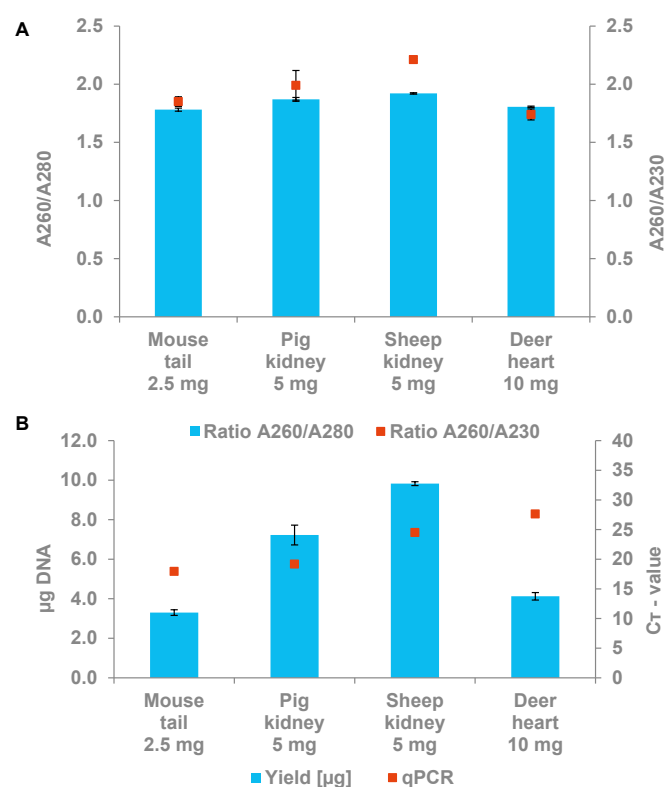 A
2.5
2.0
1.5
1.0
0.5
0.0
A260/A280
2.5
2.0
1.5
1.0
0.5
0.0
A260/A230
Mouse tail 2.5 mg
Pig kidney 5 mg
Sheep kidney 5 mg
Deer heart 10 mg
Ratio A260/A280 Ratio A260/A230
B
12.0
10.0
8.0
6.0
4.0
2.0
0.0
µg DNA
40
35
30
25
20
15
10
5
0
Cт - value
Mouse tail 2.5 mg
Pig kidney 5 mg
Sheep kidney 5 mg
Deer heart 10 mg
Yield [µg] qPCR